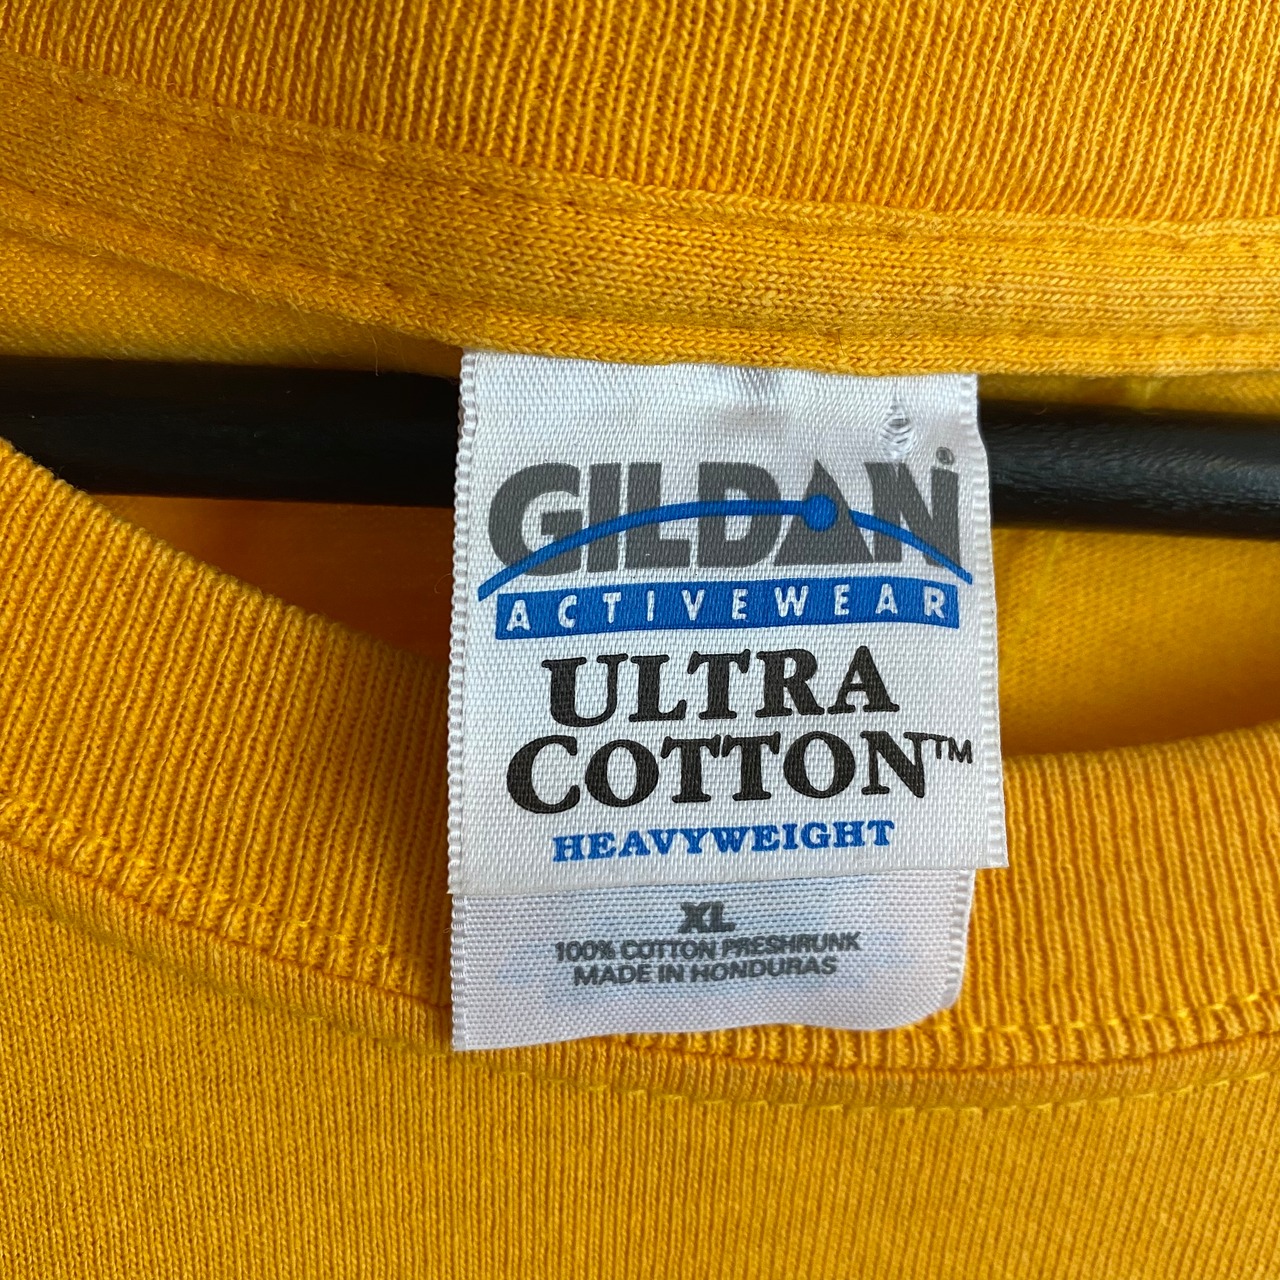 GILDAN®
ACTIVEWEAR
ULTRA
COTTON™
HEAVYWEIGHT
XL
100% COTTON PRESHRUNK
MADE IN HONDURAS